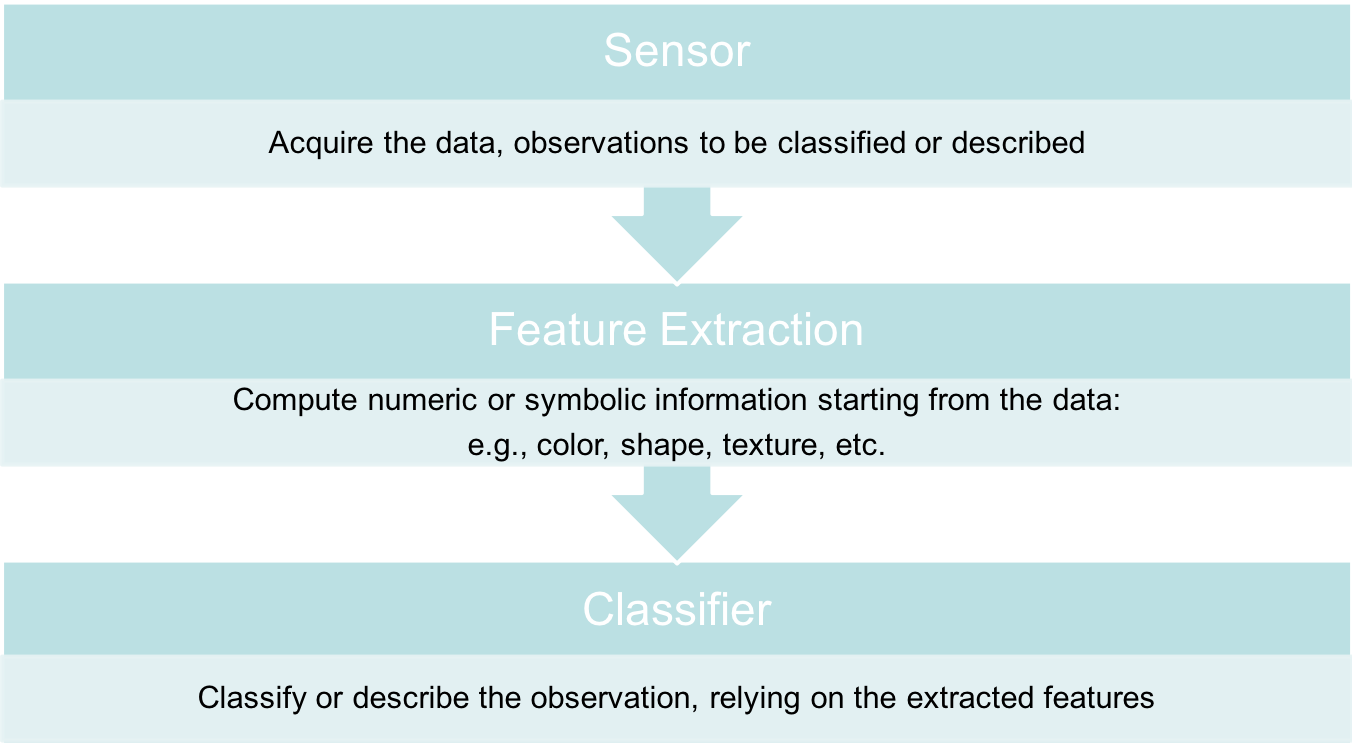 Sensor
Acquire the data, observations to be classified or described
Feature Extraction
Compute numeric or symbolic information starting from the data:
e.g., color, shape, texture, etc.
Classifier
Classify or describe the observation, relying on the extracted features